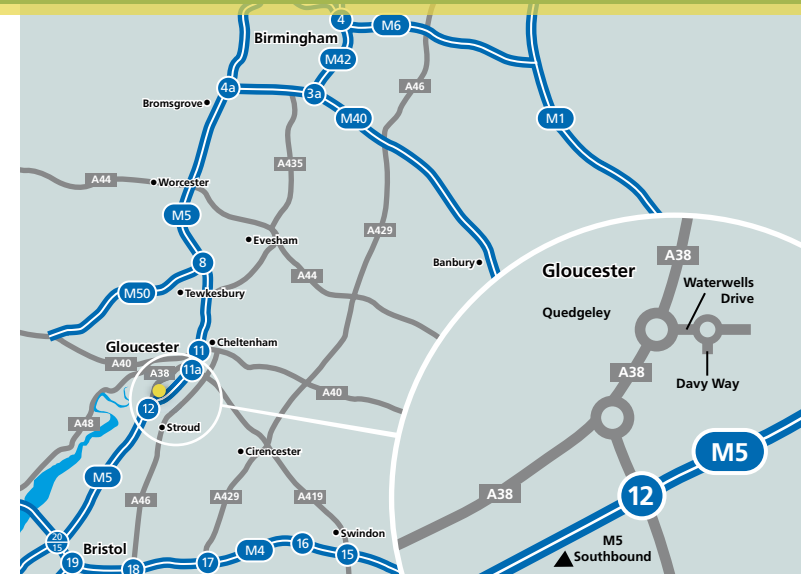 4
M6
Birmingham
M42
4a
3a
A46
Bromsgrove
M40
M1
A435
A44
Worcester
M5
A429
Evesham
8
Banbury
A44
M50
Tewkesbury
Gloucester
11
Cheltenham
A40
A38
11a
A40
12
A48
Stroud
Cirencester
M5
A46
A429
A419
20
15
Bristol
19
18
17
M4
16
Swindon
15
A38
Gloucester
Waterwells
Drive
Quedgeley
A38
Davy Way
M5
A38
12
M5
Southbound